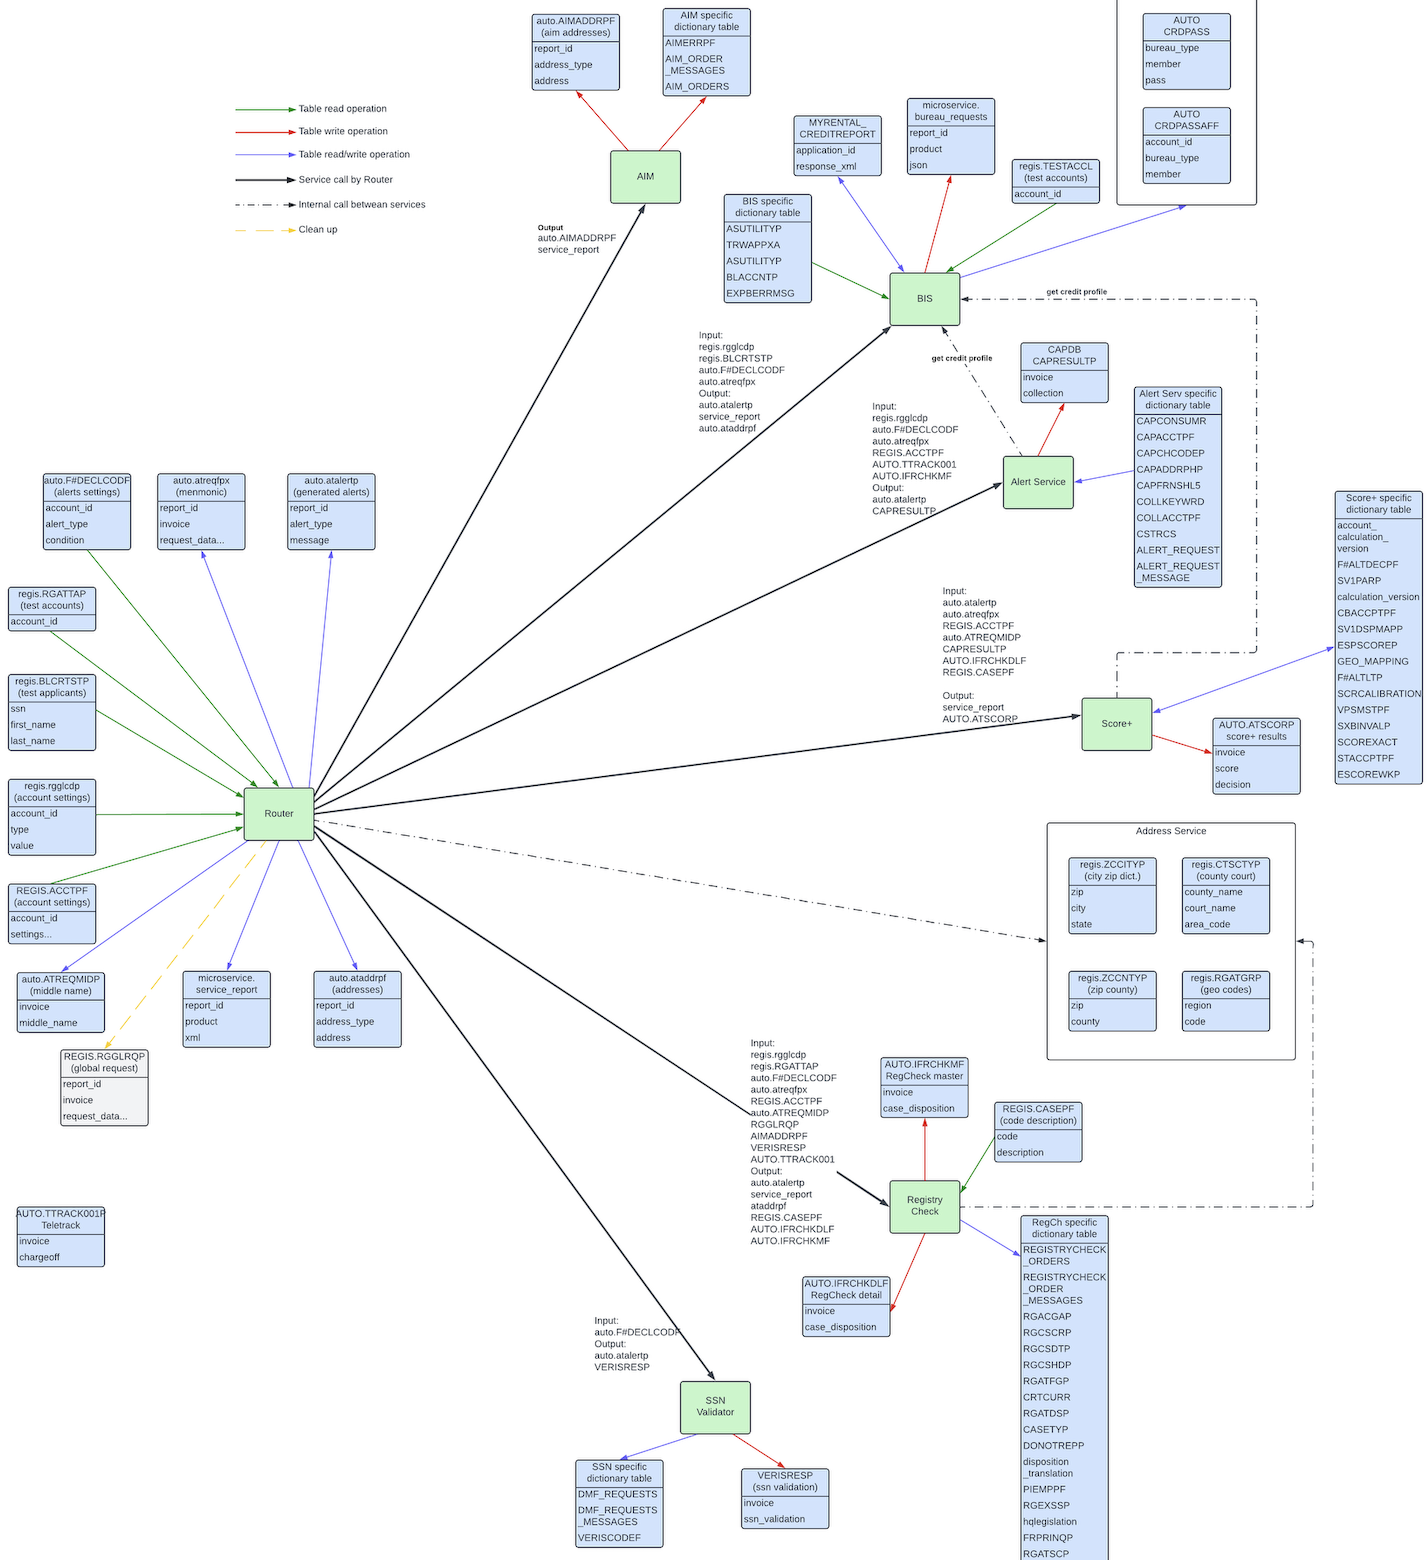 auto.AIMADDRPF
(aim addresses)
report_id
address_type
address
AIM specific
dictionary table
AIMERRPF
AIM_ORDER
_MESSAGES
AIM_ORDERS
AUTO
CRDPASS
bureau_type
member
pass
AUTO
CRDPASSAFF
account_id
bureau_type
member
Table read operation
Table write operation
Table read/write operation
Service call by Router
Internal call betwean services
Clean up
AIM
MYRENTAL_
CREDITREPORT
application_id
response_xml
microservice.
bureau_requests
report_id
product
json
regis.TESTACCL
(test accounts)
account_id
BIS specific
dictionary table
ASUTILITYP
TRWAPPXA
ASUTILITYP
BLACCNTP
EXPBERRMSG
Output
auto.AIMADDRPF
service_report
BIS
get credit profile
Input:
regis.rgglcdp
regis.BLCRTSTP
auto.F#DECLCODF
auto.atreqfpx
Output:
auto.atalertp
service_report
auto.ataddrpf
get credit profile
CAPDB
CAPRESULTP
invoice
collection
Input:
regis.rgglcdp
auto.F#DECLCODF
auto.atreqfpx
REGIS.ACCTPF
AUTO.TTRACK001
AUTO.IFRCHKMF
Output:
auto.atalertp
CAPRESULTP
Alert Service
Alert Serv specific
dictionary table
CAPCONSUMR
CAPACCTPF
CAPCHCODEP
CAPADDRPHP
CAPFRNSHL5
COLLKEYWRD
COLLACCTPF
CSTRCS
ALERT_REQUEST
ALERT_REQUEST
_MESSAGE
auto.F#DECLCODF
(alerts settings)
account_id
alert_type
condition
auto.atreqfpx
(menmonic)
report_id
invoice
request_data...
auto.atalertp
(generated alerts)
report_id
alert_type
message
Score+ specific
dictionary table
account_
calculation_
version
F#ALTDECPF
SV1PARP
calculation_version
CBACCPTPF
SV1DSPMAPP
ESPSCOREP
GEO_MAPPING
F#ALTLTP
SCRCALIBRATION
VPSMSTPF
SXBINVALP
SCOREXACT
STACCPTPF
ESCOREWKP
regis.RGATTAP
(test accounts)
account_id
Input:
auto.atalertp
auto.atreqfpx
REGIS.ACCTPF
auto.ATREQMIDP
CAPRESULTP
AUTO.IFRCHKDLF
REGIS.CASEPF
Output:
service_report
AUTO.ATSCORP
regis.BLCRTSTP
(test applicants)
ssn
first_name
last_name
Score+
AUTO.ATSCORP
score+ results
invoice
score
decision
regis.rgglcdp
(account settings)
account_id
type
value
Router
REGIS.ACCTPF
(account settings)
account_id
settings...
Address Service
regis.ZCCITYP
(city zip dict.)
zip
city
state
regis.CTSCTYP
(county court)
county_name
court_name
area_code
regis.ZCCNTYP
(zip county)
zip
county
regis.RGATGRP
(geo codes)
region
code
auto.ATREQMIDP
(middle name)
invoice
middle_name
microservice.
service_report
report_id
product
xml
auto.ataddrpf
(addresses)
report_id
address_type
address
REGIS.RGGLRQP
(global request)
report_id
invoice
request_data...
Input:
regis.rgglcdp
regis.RGATTAP
auto.F#DECLCODF
auto.atreqfpx
REGIS.ACCTPF
auto.ATREQMIDP
RGGLRQP
AIMADDRPF
VERISRESP
AUTO.TTRACK001
Output:
auto.atalertp
service_report
ataddrpf
REGIS.CASEPF
AUTO.IFRCHKDLF
AUTO.IFRCHKMF
AUTO.IFRCHKMF
RegCheck master
invoice
case_disposition
REGIS.CASEPF
(code description)
code
description
Registry
Check
AUTO.TTRACK001P
Teletrack
invoice
chargeoff
RegCh specific
dictionary table
REGISTRYCHECK
_ORDERS
REGISTRYCHECK
_ORDER
_MESSAGES
RGACGAP
RGCSCRP
RGCSDTP
RGCSHDP
RGATFGP
CRTCURR
RGATDSP
CASETYP
DONOTREPP
disposition
_translation
PIEMPPF
RGEXSSP
hqlegislation
FRPRINQP
RGATSCP
AUTO.IFRCHKDLF
RegCheck detail
invoice
case_disposition
Input:
auto.F#DECLCODF
Output:
auto.atalertp
VERISRESP
SSN
Validator
SSN specific
dictionary table
DMF_REQUESTS
DMF_REQUESTS
_MESSAGES
VERISCODEF
VERISRESP
(ssn validation)
invoice
ssn_validation